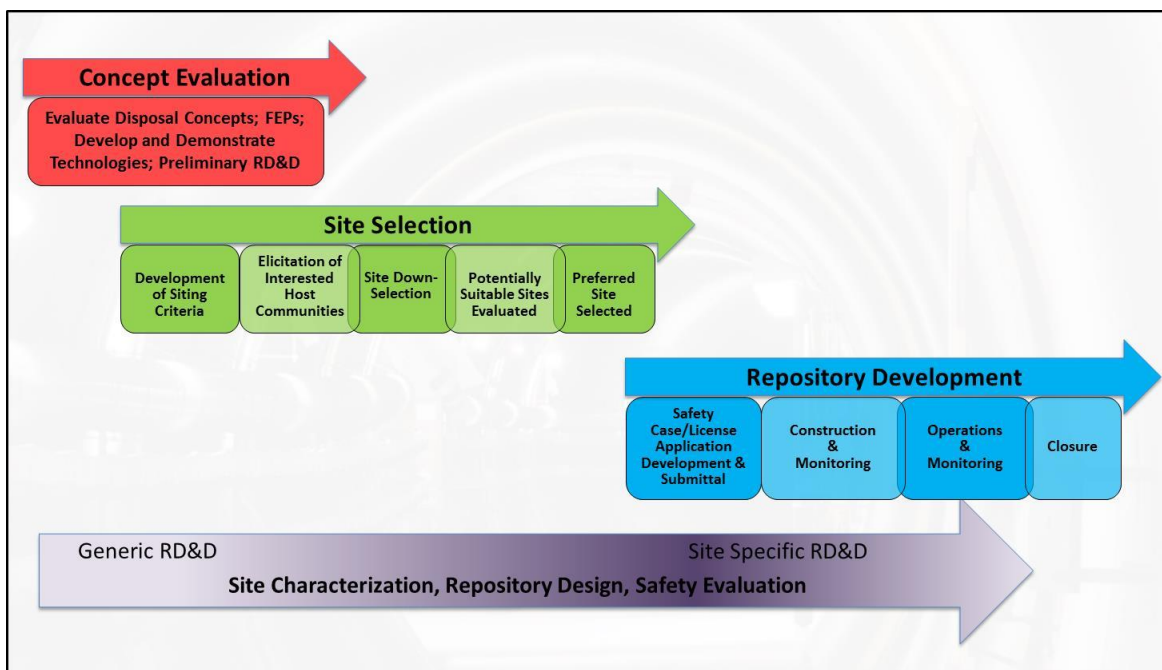 Concept Evaluation
Evaluate Disposal Concepts; FEPs;
Develop and Demonstrate
Technologies; Preliminary RD&D
Site Selection
Development
of Siting
Criteria
Elicitation of
Interested
Host
Communities
Site Down-
Selection
Potentially
Suitable Sites
Evaluated
Preferred
Site
Selected
Repository Development
Safety
Case/License
Application
Development &
Submittal
Construction
&
Monitoring
Operations
&
Monitoring
Closure
Generic RD&D
Site Specific RD&D
Site Characterization, Repository Design, Safety Evaluation